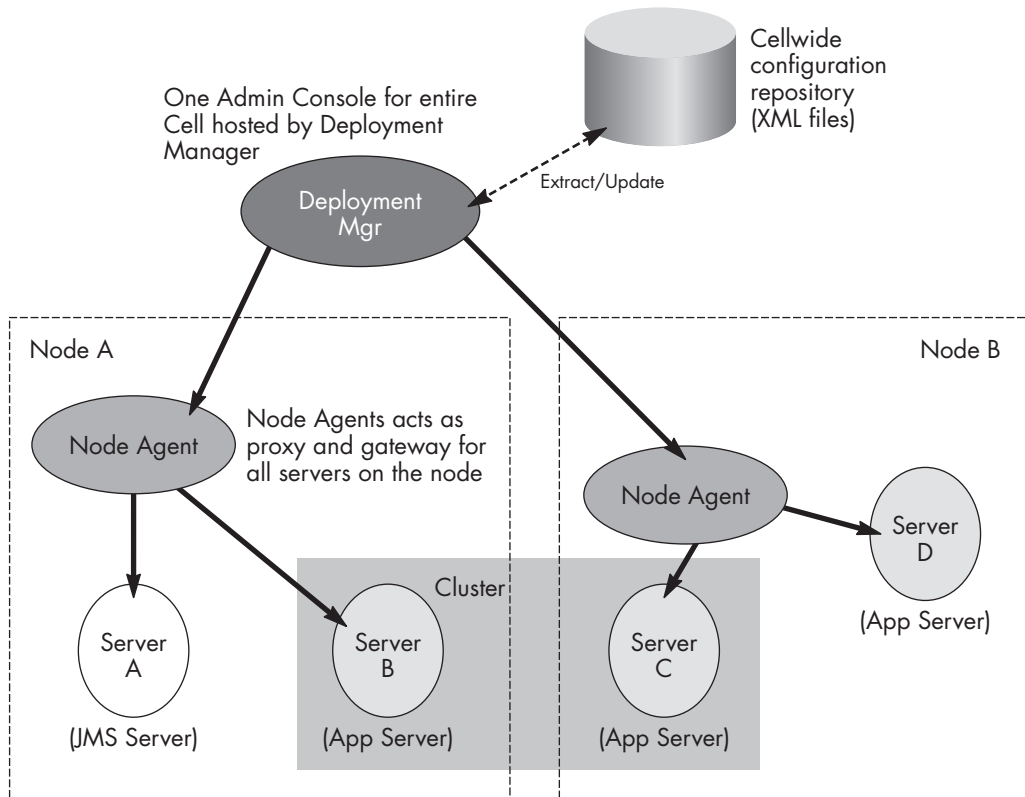 Cellwide
configuration
repository
(XML files)
One Admin Console for entire
Cell hosted by Deployment
Manager
Extract/Update
Deployment
Mgr
Node A
Node B
Node Agent
Node Agents acts as
proxy and gateway for
all servers on the node
Node Agent
Server
D
(App Server)
Cluster
Server
A
(JMS Server)
Server
B
(App Server)
Server
C
(App Server)